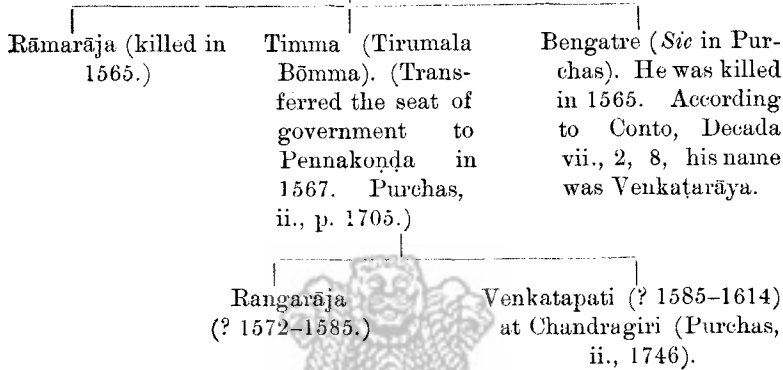 Rāmarāja (killed in
1565.)
Timma (Tirumala
Bōmma). (Trans-
ferred the seat of
government to
Pennakoṇḍa in
1567. Purchas,
ii., p. 1705.)
Bengatre (Sic in Pur-
chas). He was killed
in 1565. According
to Conto, Decada
vii., 2, 8, his name
was Venkaṭarāya.
Rangarāja
(? 1572–1585.)
Venkatapati (? 1585–1614)
at Chandragiri (Purchas,
ii., 1746).